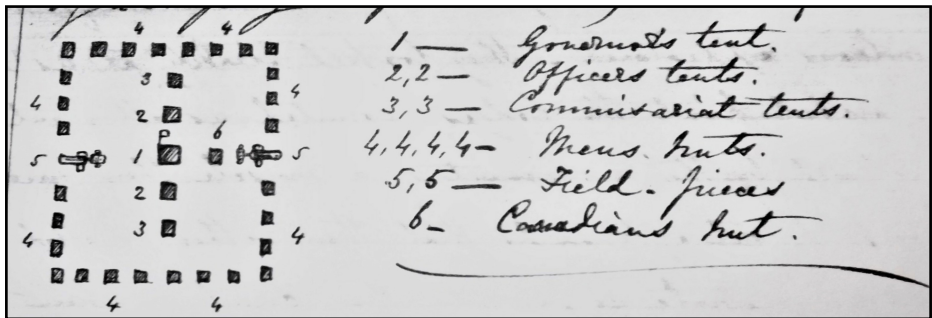 4 4
3
4 4
2
6
5 1 5
2
3
4 4
4 4
1 — Governors tent.
2,2 — Officers tents.
3,3 — Commissariat tents.
4,4,4,4 — Mens huts.
5,5 — Field-pieces
6 — Canadians hut.